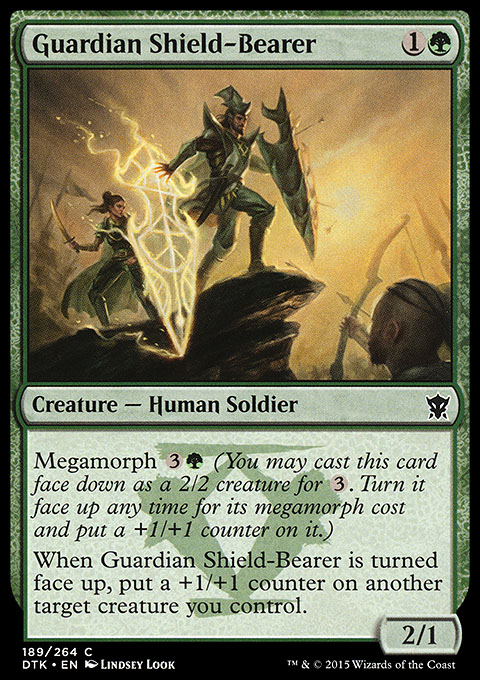 Guardian Shield-Bearer 1
Creature — Human Soldier
Megamorph 3 (You may cast this card
face down as a 2/2 creature for 3. Turn it
face up any time for its megamorph cost
and put a +1/+1 counter on it.)
When Guardian Shield-Bearer is turned
face up, put a +1/+1 counter on another
target creature you control.
2/1
189/264 C
DTK • EN Lindsey Look
™ & © 2015 Wizards of the Coast